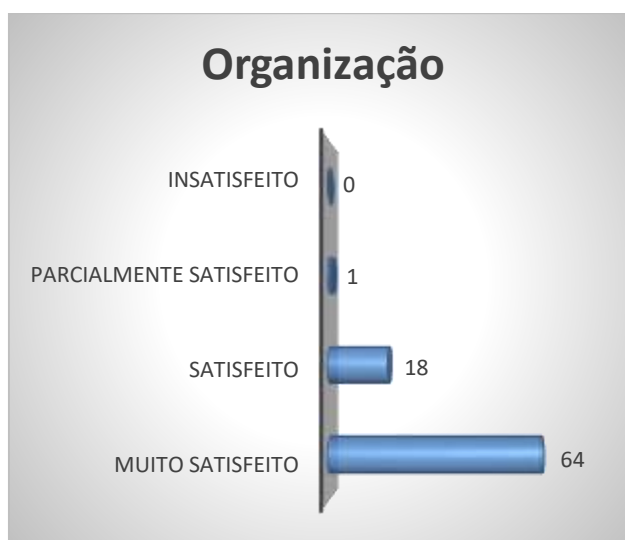 Organização
INSATISFEITO 0
PARCIALMENTE SATISFEITO 1
SATISFEITO 18
MUITO SATISFEITO 64